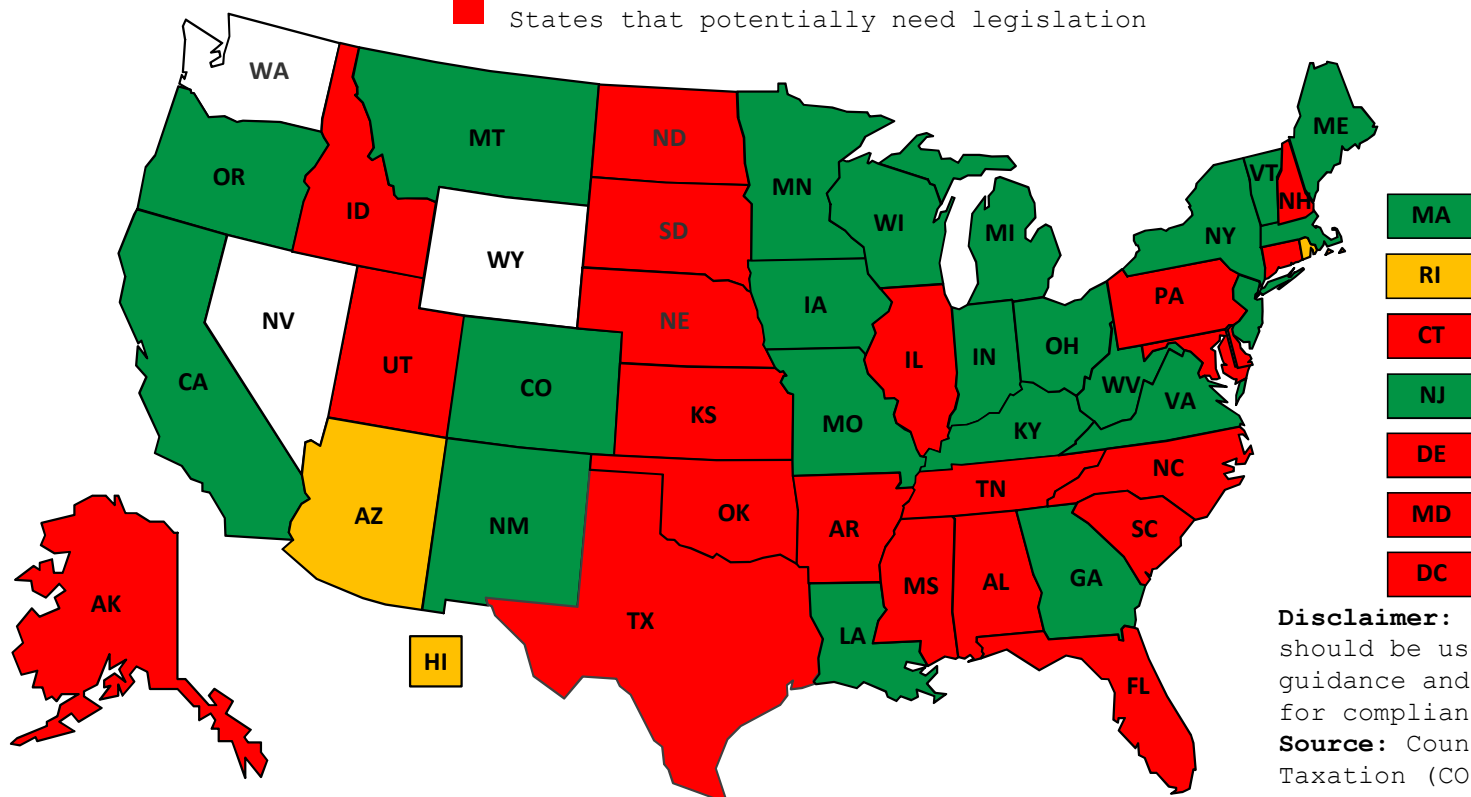 States that potentially need legislation
WA
MT
ND
ME
OR
MN
VT
ID
NH
SD
WI
MI
NY
MA
WY
RI
PA
NV
NE
IA
CT
OH
IN
IL
UT
CA
CO
WV
NJ
VA
KS
MO
KY
DE
NC
TN
AZ
OK
MD
NM
AR
SC
DC
GA
MS
AL
AK
TX
LA
HI
FL
Disclaimer:
should be us
guidance and
for complian
Source: Coun
Taxation (CO